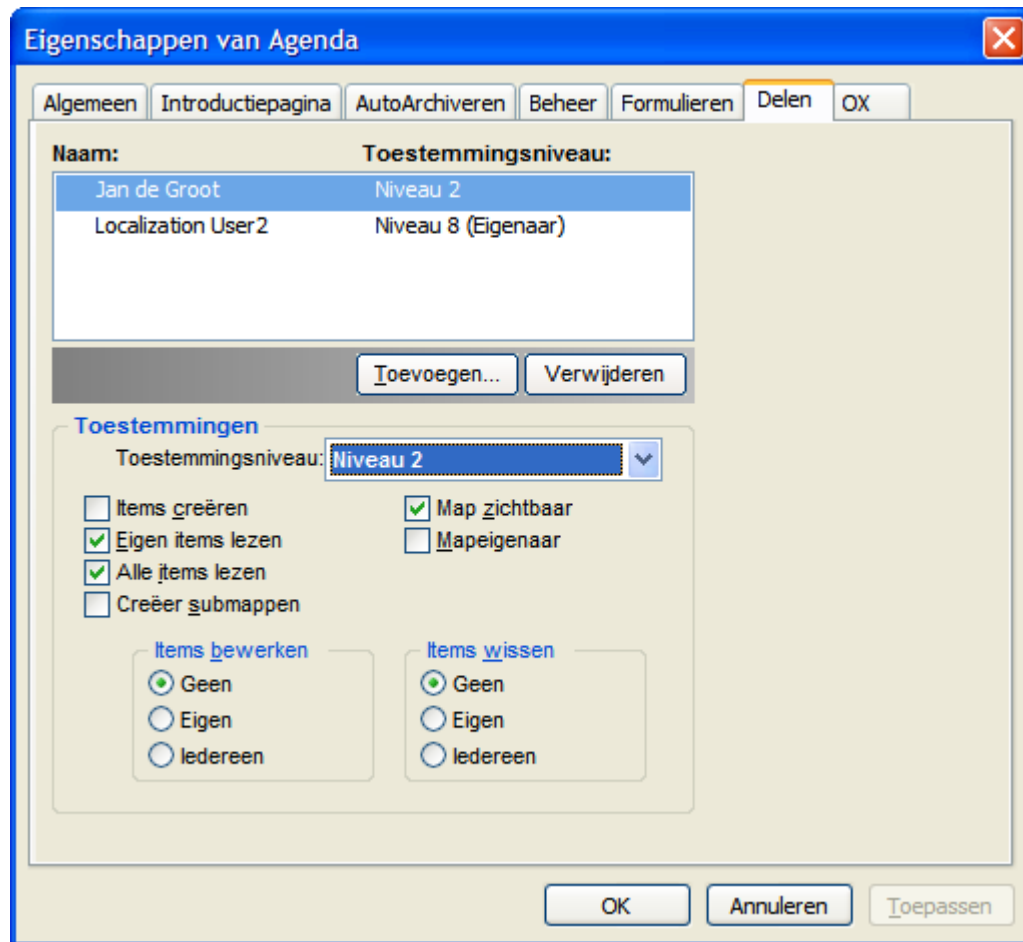 Eigenschappen van Agenda
Algemeen Introductiepagina AutoArchiveren Beheer Formulieren Delen OX
Naam: Toestemmingsniveau:
Jan de Groot Niveau 2
Localization User2 Niveau 8 (Eigenaar)
Toevoegen... Verwijderen
Toestemmingen
Toestemmingsniveau: Niveau 2
Items creëren Map zichtbaar
Eigen items lezen Mapeigenaar
Alle items lezen
Creëer submappen
Items bewerken Items wissen
Geen Geen
Eigen Eigen
Iedereen Iedereen
OK Annuleren Toepassen